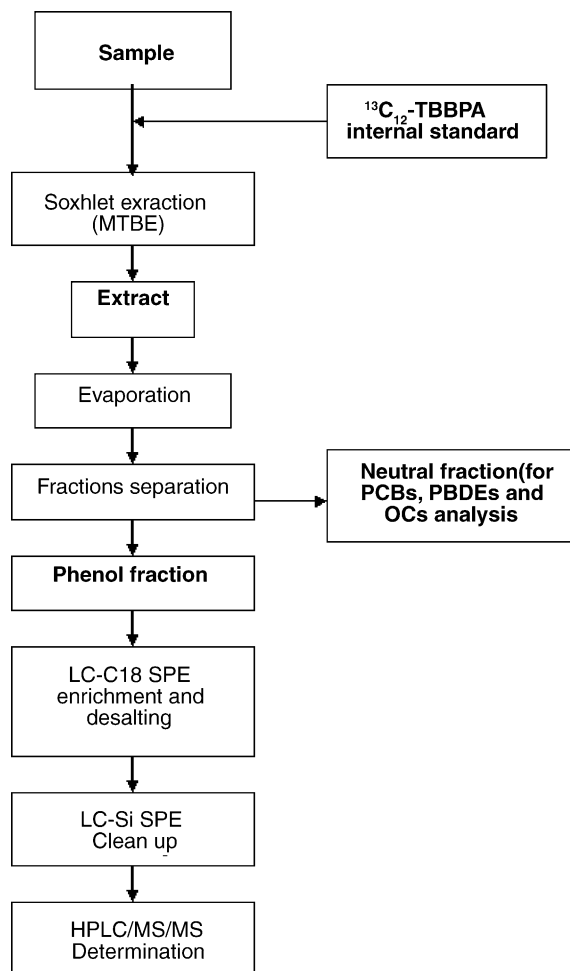 Sample
¹³C₁₂-TBBPA
internal standard
Soxhlet exraction
(MTBE)
Extract
Evaporation
Fractions separation
Neutral fraction(for
PCBs, PBDEs and
OCs analysis
Phenol fraction
LC-C18 SPE
enrichment and
desalting
LC-Si SPE
Clean up
HPLC/MS/MS
Determination